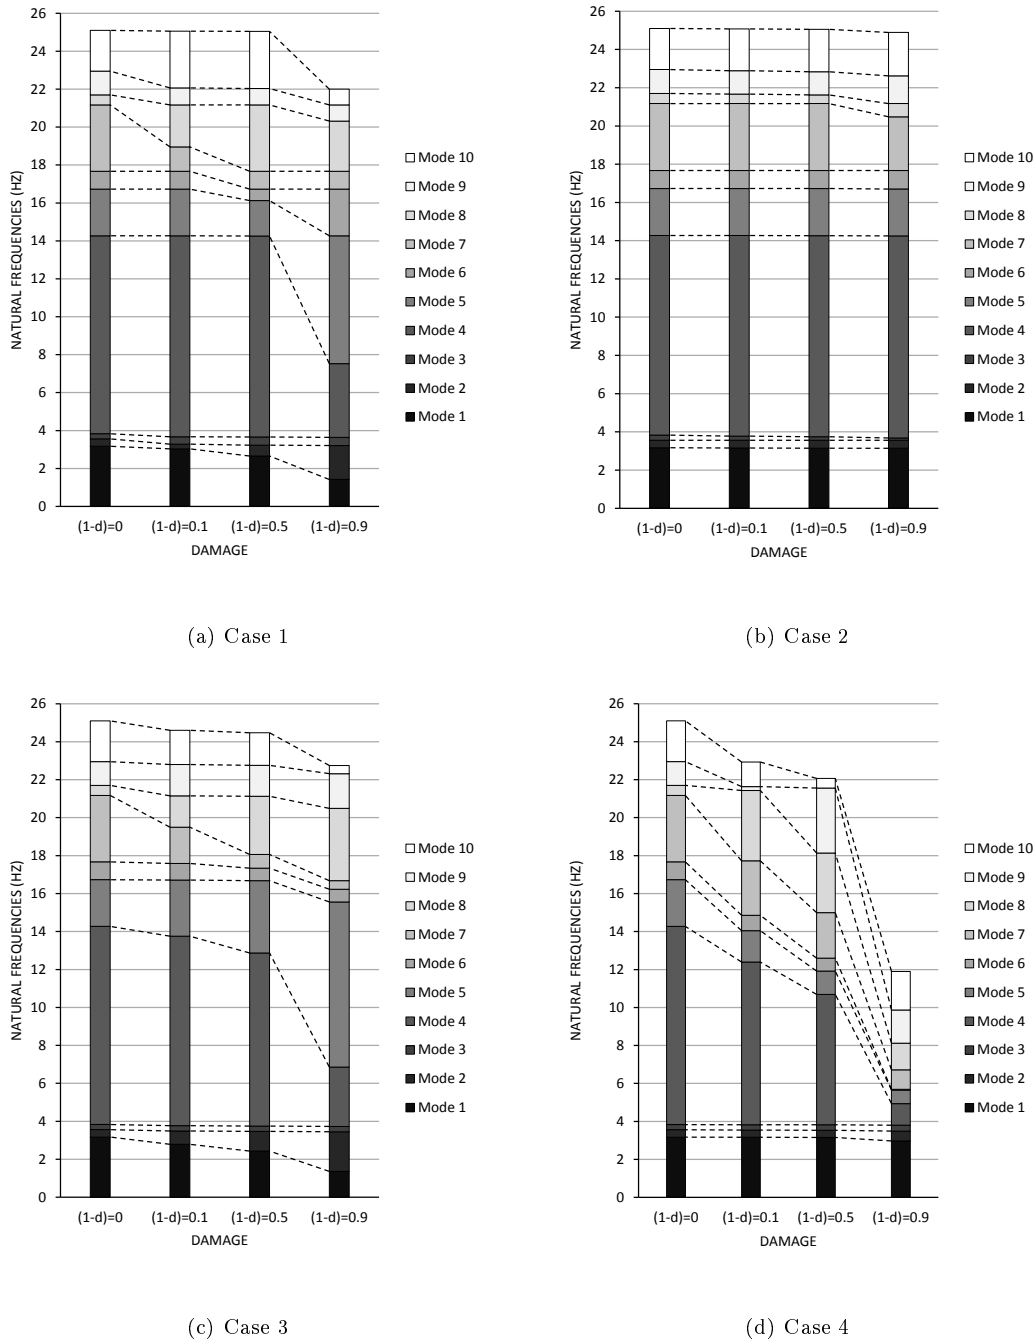 26
24
22
20
18
16
14
12
10
8
6
4
2
0
NATURAL FREQUENCIES (HZ)
(1-d)=0 (1-d)=0.1 (1-d)=0.5 (1-d)=0.9
DAMAGE
Mode 10
Mode 9
Mode 8
Mode 7
Mode 6
Mode 5
Mode 4
Mode 3
Mode 2
Mode 1
(a) Case 1
26
24
22
20
18
16
14
12
10
8
6
4
2
0
NATURAL FREQUENCIES (HZ)
(1-d)=0 (1-d)=0.1 (1-d)=0.5 (1-d)=0.9
DAMAGE
Mode 10
Mode 9
Mode 8
Mode 7
Mode 6
Mode 5
Mode 4
Mode 3
Mode 2
Mode 1
(b) Case 2
26
24
22
20
18
16
14
12
10
8
6
4
2
0
NATURAL FREQUENCIES (HZ)
(1-d)=0 (1-d)=0.1 (1-d)=0.5 (1-d)=0.9
DAMAGE
Mode 10
Mode 9
Mode 8
Mode 7
Mode 6
Mode 5
Mode 4
Mode 3
Mode 2
Mode 1
(c) Case 3
26
24
22
20
18
16
14
12
10
8
6
4
2
0
NATURAL FREQUENCIES (HZ)
(1-d)=0 (1-d)=0.1 (1-d)=0.5 (1-d)=0.9
DAMAGE
Mode 10
Mode 9
Mode 8
Mode 7
Mode 6
Mode 5
Mode 4
Mode 3
Mode 2
Mode 1
(d) Case 4